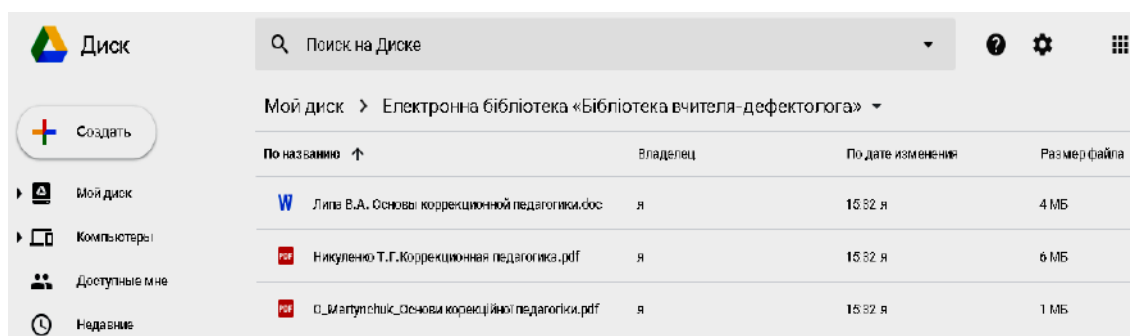 Диск
Поиск на Диске
Мой диск > Електронна бібліотека «Бібліотека вчителя-дефектолога»
Создать
По названию Владелец По дате изменения Размер файла
Мой диск
W Липа В.А. Основы коррекционной педагогики.doc я я 4 МБ
Компьютеры
PDF Никуленко Т.Г.Коррекционная педагогика.pdf я я 6 МБ
Доступные мне
PDF O_Martynchuk_Основи корекційної педагогіки.pdf я я 1 МБ
Недавние